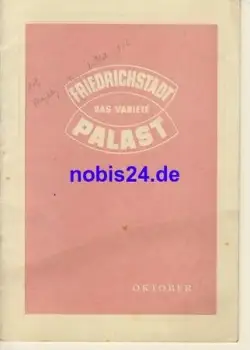 FRIEDRICHSTADT
DAS VARIETÉ
PALAST
nobis24.de
OKTOBER